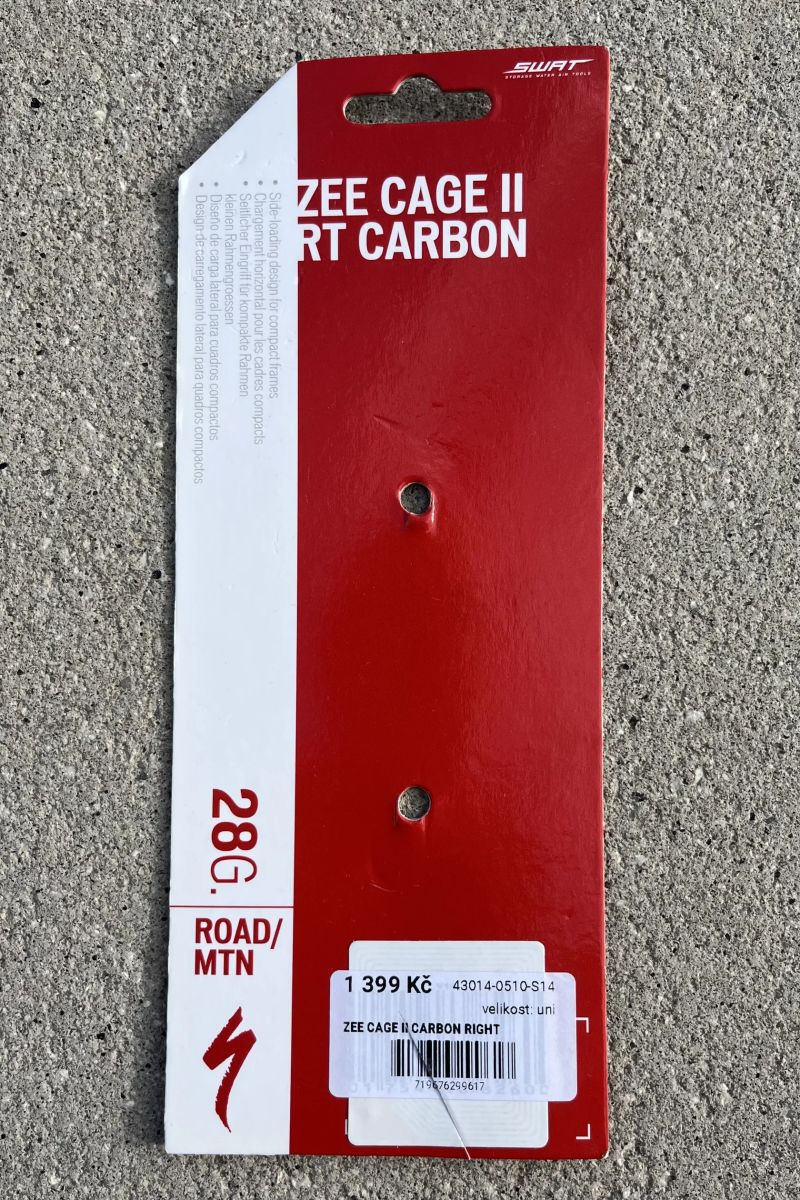 SWAT
STORAGE WATER AIR TOOLS
ZEE CAGE II
RT CARBON
• Side-loading design for compact frames
• Chargement horizontal pour les cadres compacts
• Seitlicher Eingriff für kompakte Rahmen
kleinen Rahmengroessen
• Diseño de carga lateral para cuadros compactos
• Design de carregamento lateral para quadros compactos
28G.
ROAD/
MTN
1 399 Kč 43014-0510-S14
velikost: uni
ZEE CAGE II CARBON RIGHT
719676299617